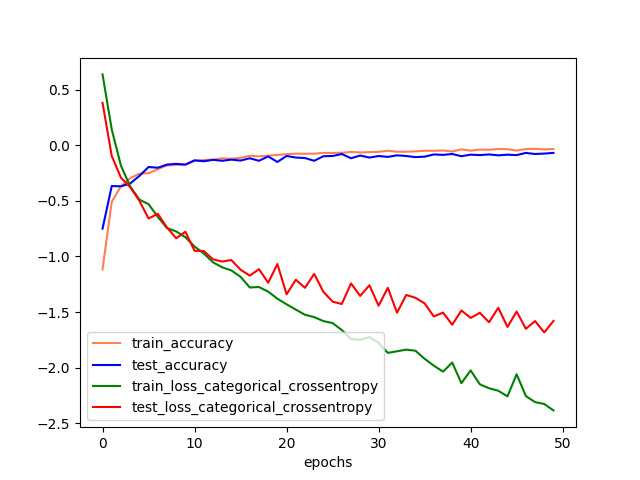 0.5
0.0
−0.5
−1.0
−1.5
−2.0
−2.5
train_accuracy
test_accuracy
train_loss_categorical_crossentropy
test_loss_categorical_crossentropy
0 10 20 30 40 50
epochs